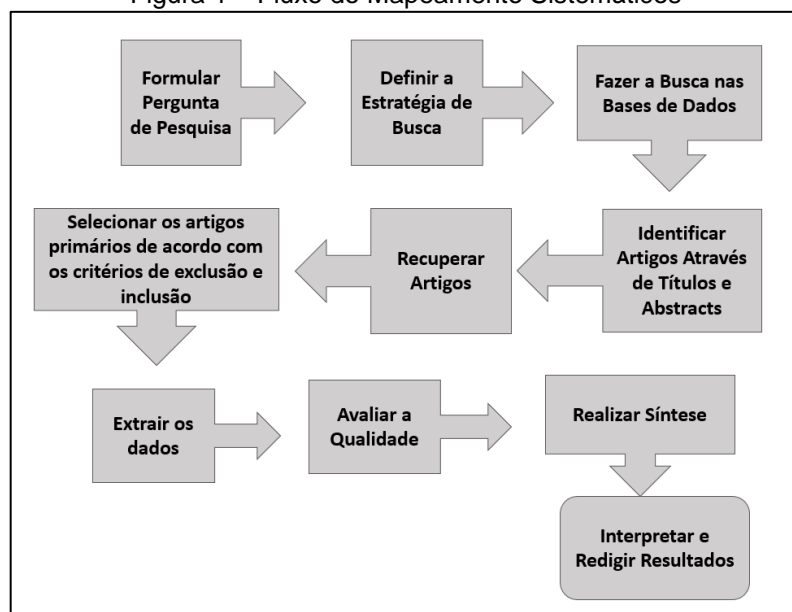 Formular
Pergunta
de Pesquisa
Definir a
Estratégia de
Busca
Fazer a Busca nas
Bases de Dados
Identificar
Artigos Através
de Títulos e
Abstracts
Recuperar
Artigos
Selecionar os artigos
primários de acordo com
os critérios de exclusão e
inclusão
Extrair os
dados
Avaliar a
Qualidade
Realizar Síntese
Interpretar e
Redigir Resultados